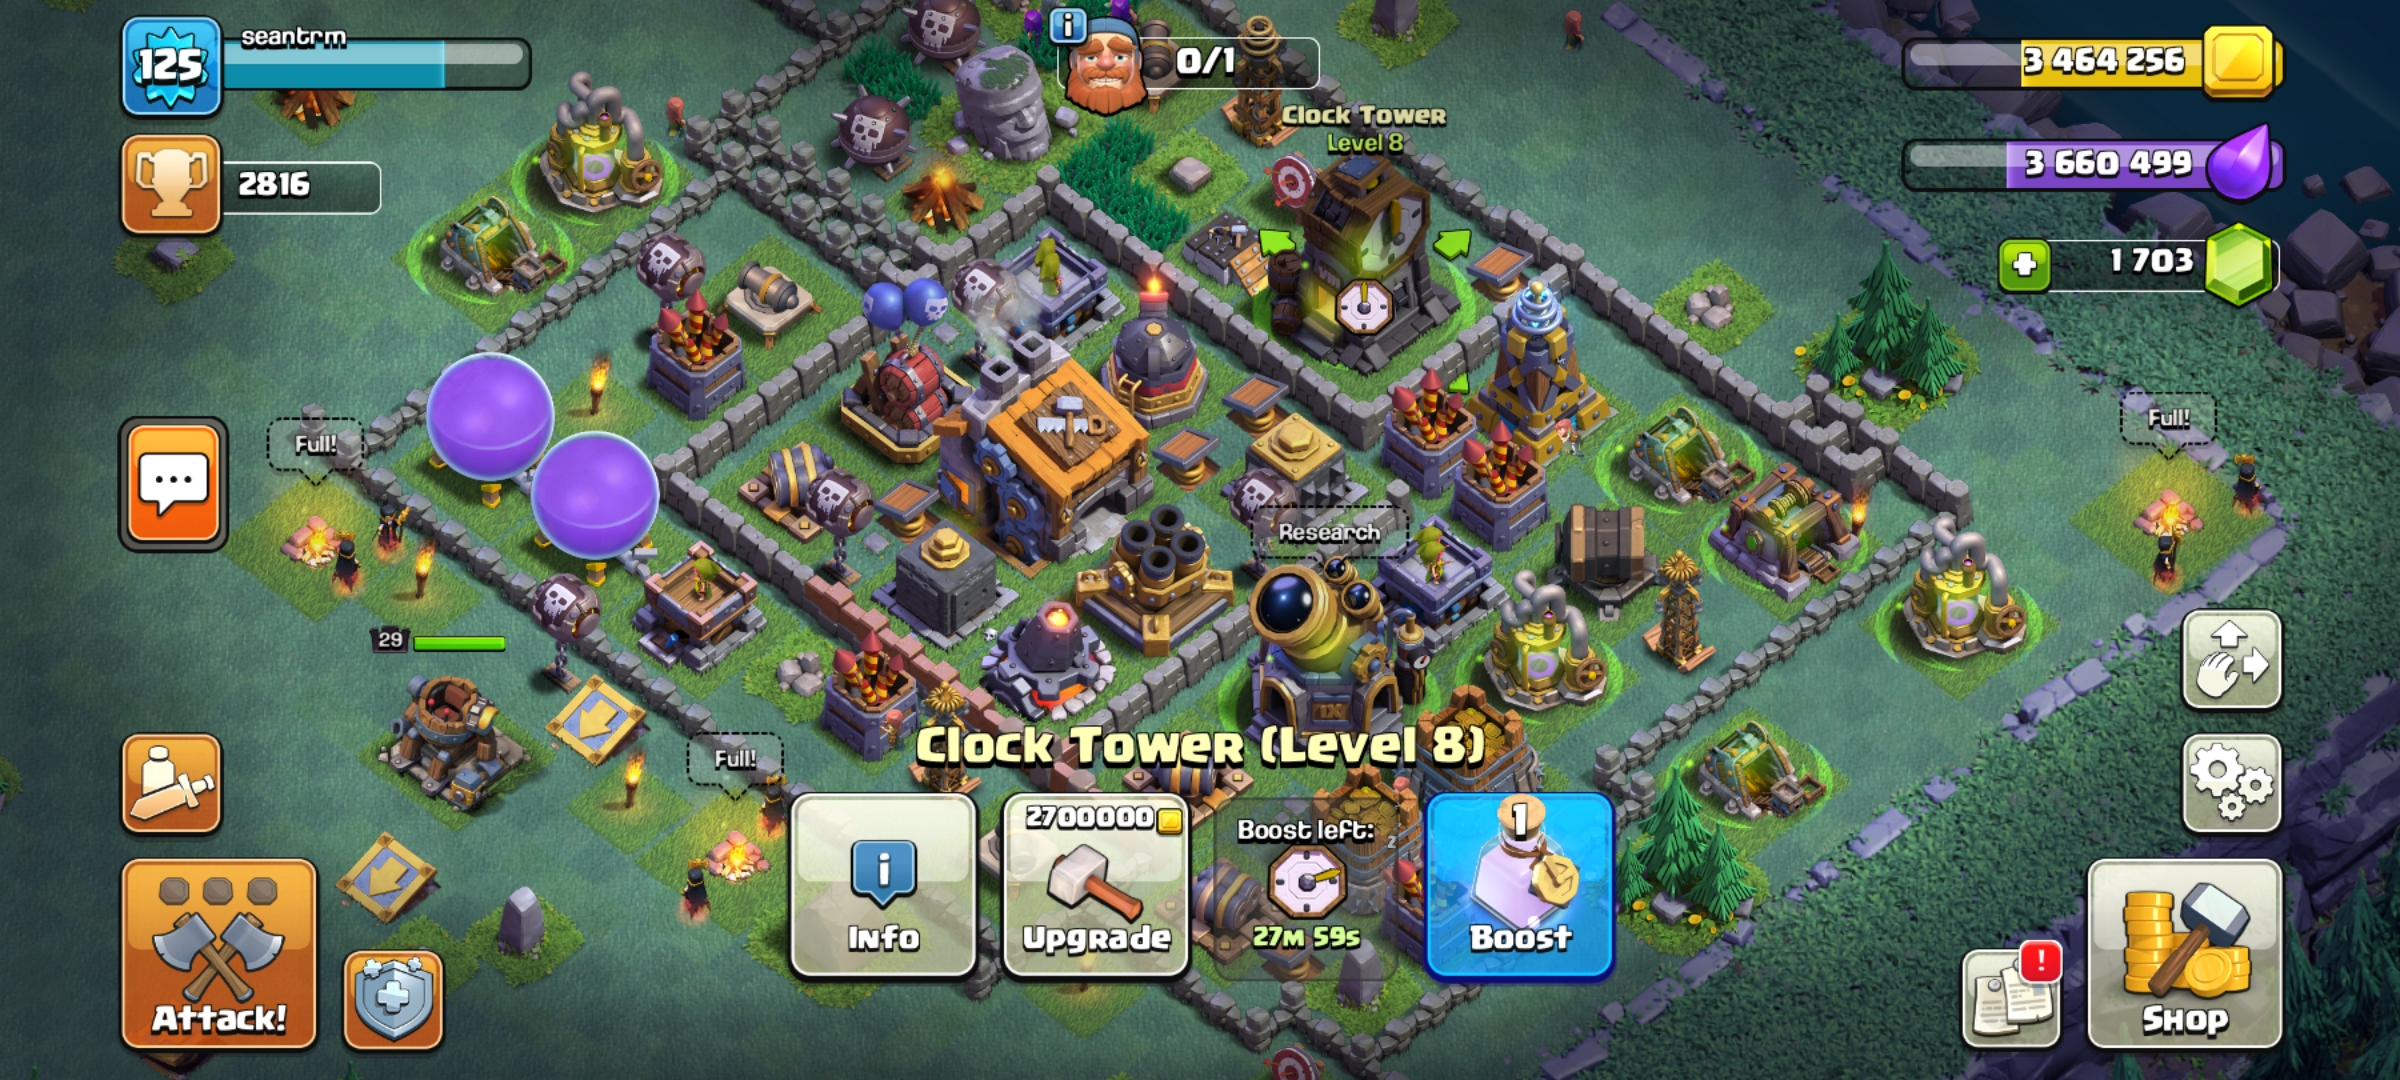 125
seantrm
0/1
3 464 256
Clock Tower
Level 8
2816
3 660 499
1 703
Full!
Full!
Research
29
IX
Full!
Clock Tower (Level 8)
Info
2700000
Upgrade
Boost left:
27m 59s
1
Boost
Attack!
!
Shop